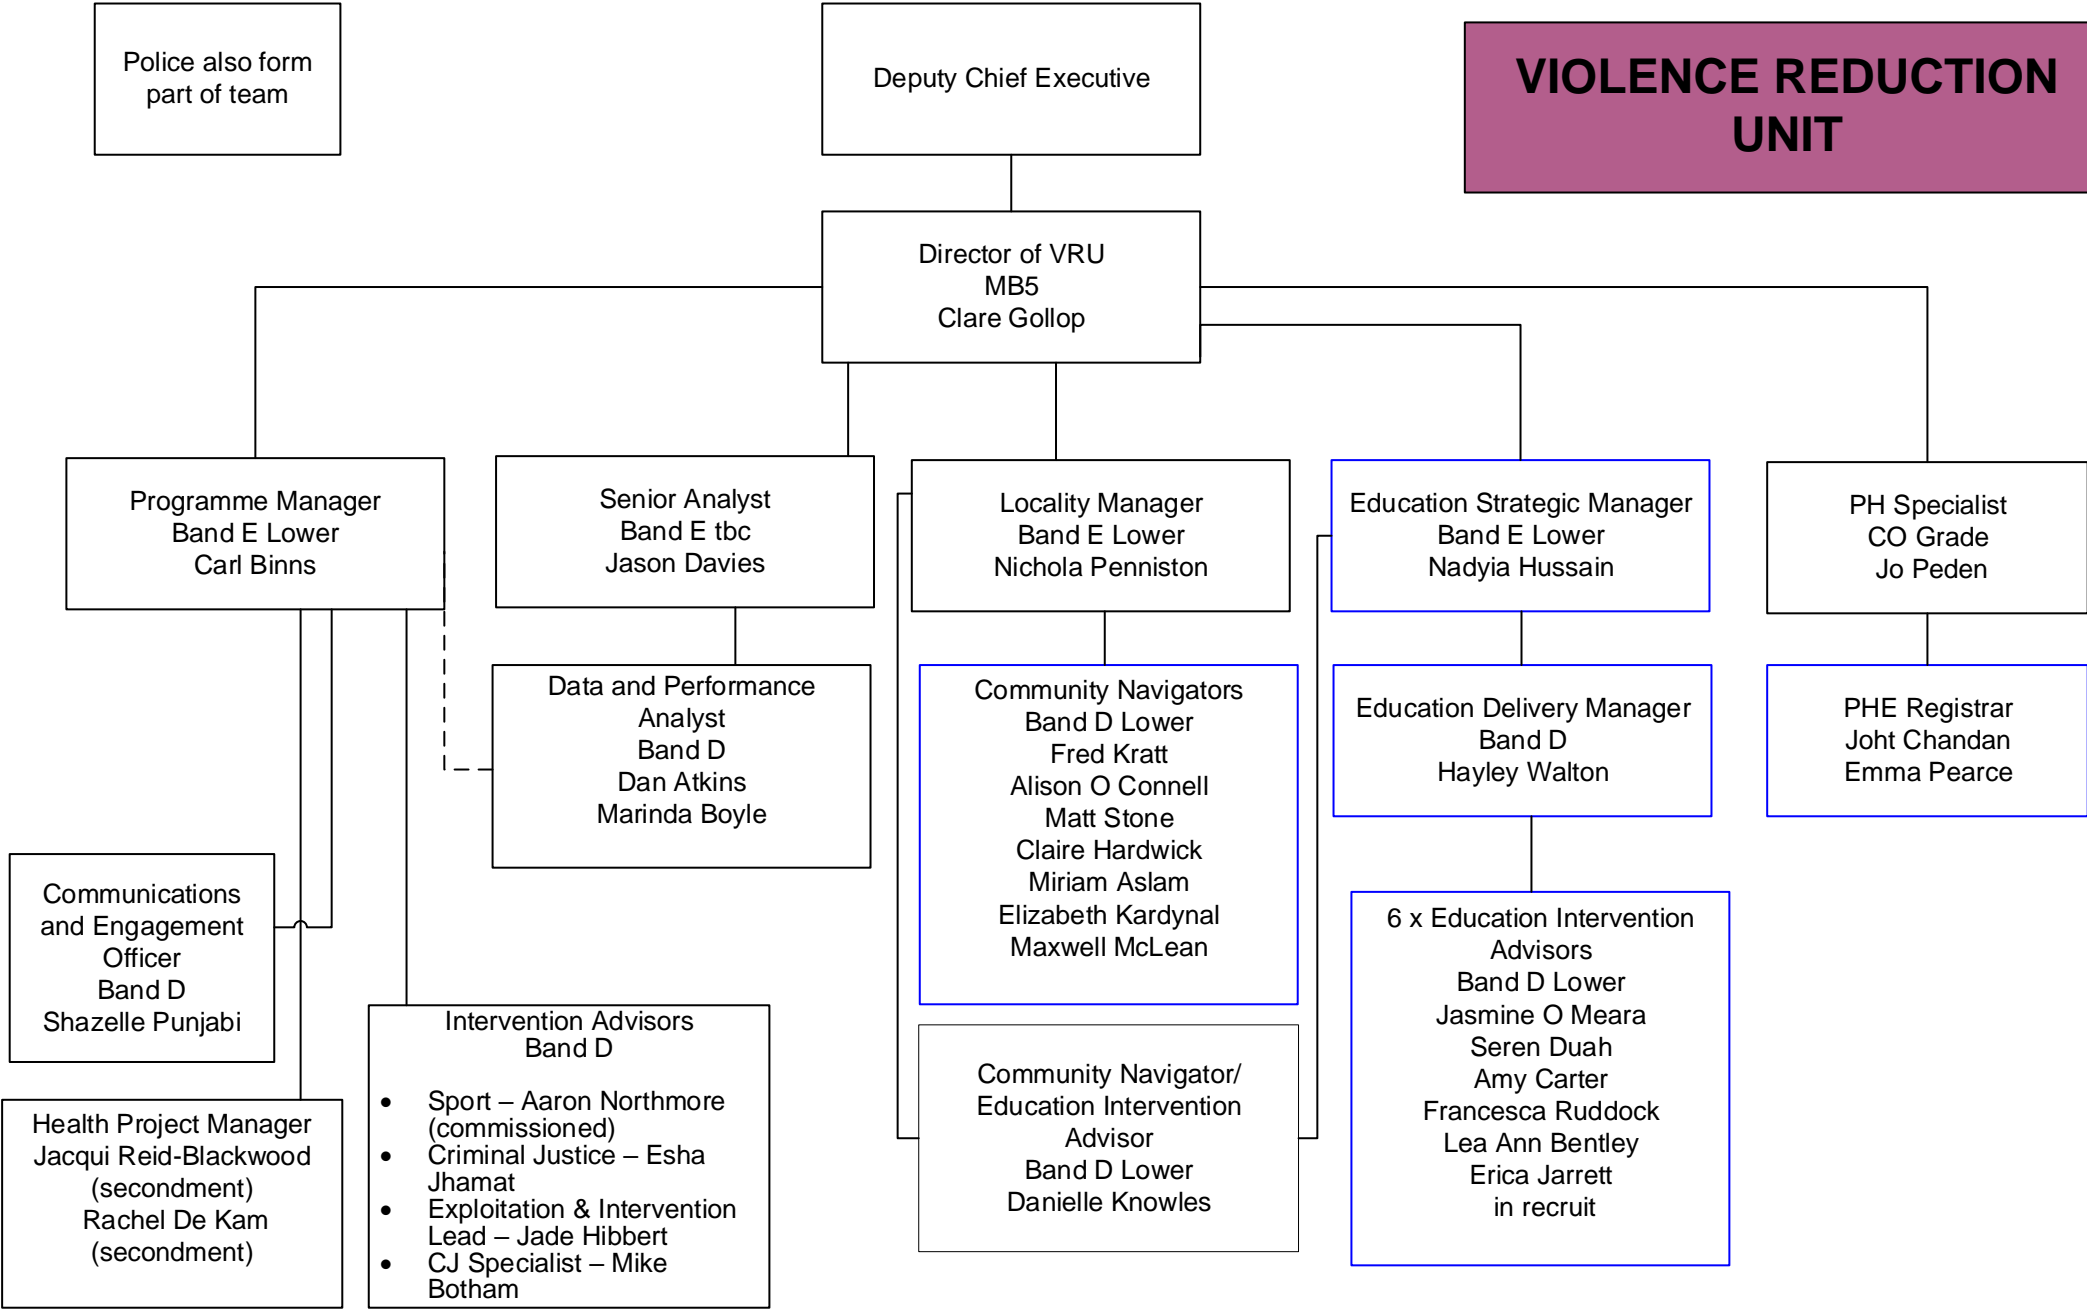 Police also form
part of team
Deputy Chief Executive
VIOLENCE REDUCTION
UNIT
Director of VRU
MB5
Clare Gollop
Programme Manager
Band E Lower
Carl Binns
Senior Analyst
Band E tbc
Jason Davies
Locality Manager
Band E Lower
Nichola Penniston
Education Strategic Manager
Band E Lower
Nadyia Hussain
PH Specialist
CO Grade
Jo Peden
Data and Performance
Analyst
Band D
Dan Atkins
Marinda Boyle
Community Navigators
Band D Lower
Fred Kratt
Alison O Connell
Matt Stone
Claire Hardwick
Miriam Aslam
Elizabeth Kardynal
Maxwell McLean
Education Delivery Manager
Band D
Hayley Walton
PHE Registrar
Joht Chandan
Emma Pearce
Communications
and Engagement
Officer
Band D
Shazelle Punjabi
6 x Education Intervention
Advisors
Band D Lower
Jasmine O Meara
Seren Duah
Amy Carter
Francesca Ruddock
Lea Ann Bentley
Erica Jarrett
in recruit
Intervention Advisors
Band D
• Sport – Aaron Northmore
(commissioned)
• Criminal Justice – Esha
Jhamat
• Exploitation & Intervention
Lead – Jade Hibbert
• CJ Specialist – Mike
Botham
Community Navigator/
Education Intervention
Advisor
Band D Lower
Danielle Knowles
Health Project Manager
Jacqui Reid-Blackwood
(secondment)
Rachel De Kam
(secondment)